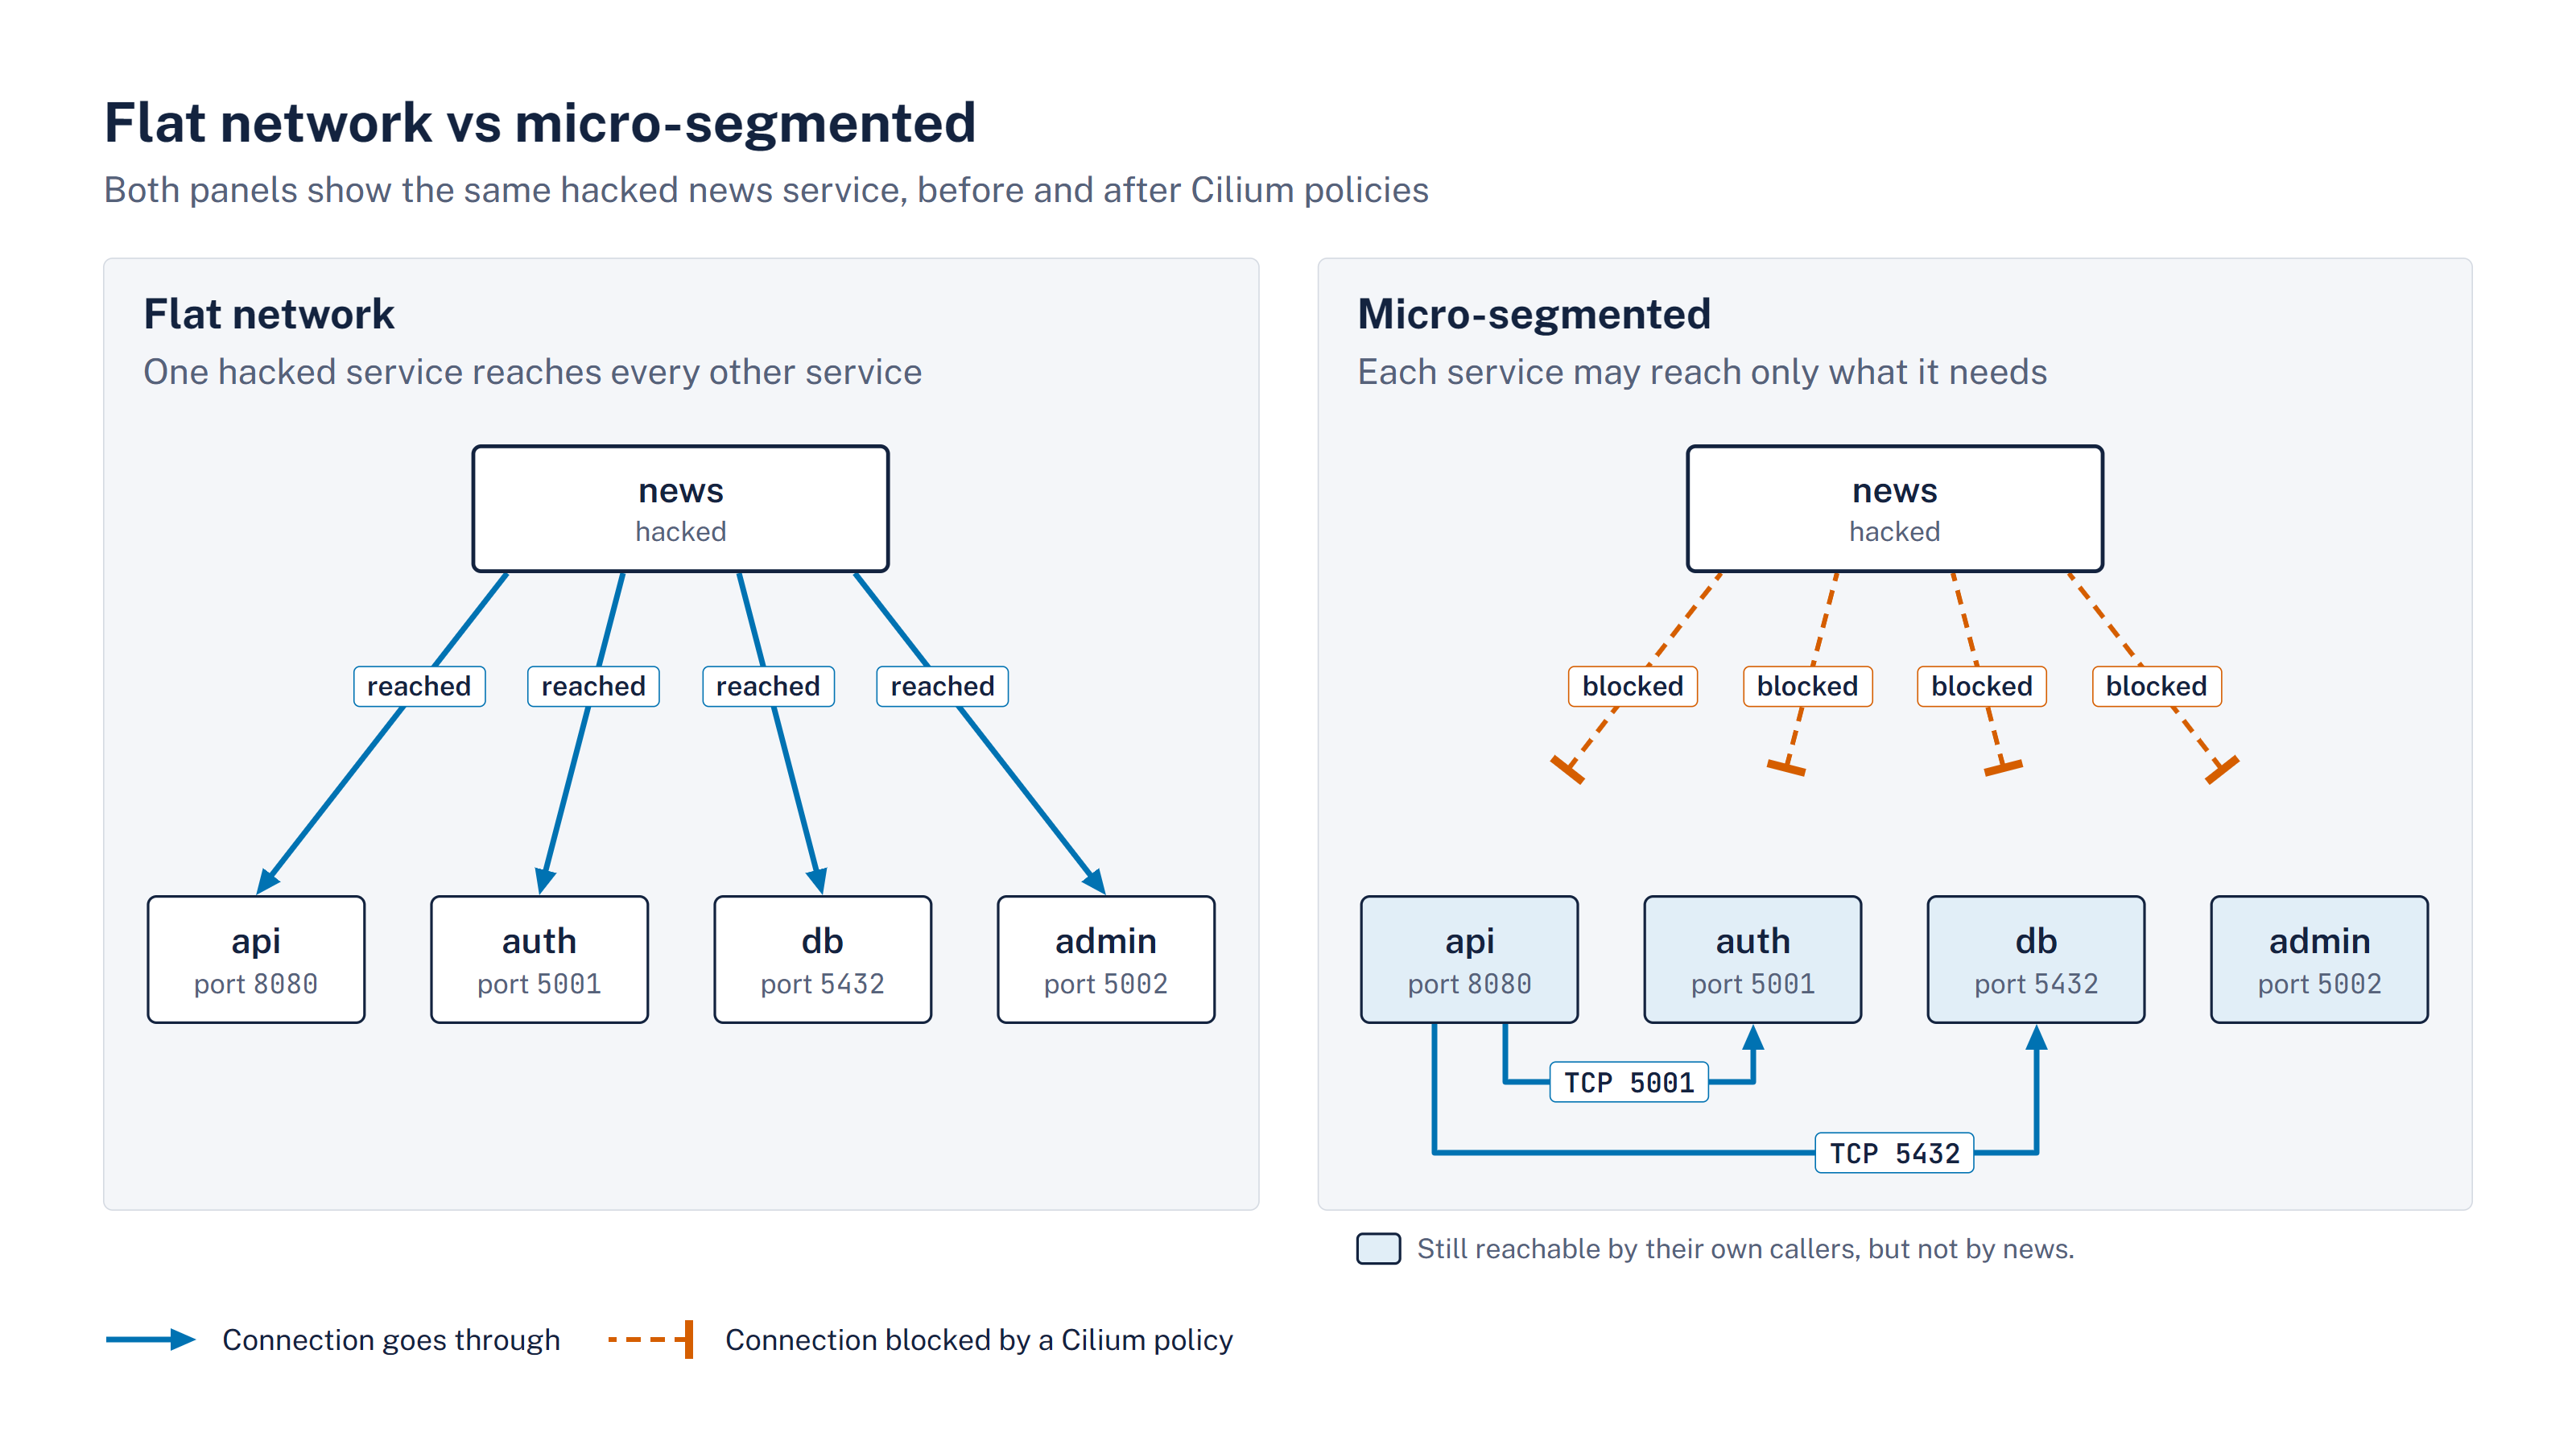 Flat network vs micro-segmented
Both panels show the same hacked news service, before and after Cilium policies
Flat network
One hacked service reaches every other service
news
hacked
reached
reached
reached
reached
api
port 8080
auth
port 5001
db
port 5432
admin
port 5002
Micro-segmented
Each service may reach only what it needs
news
hacked
blocked
blocked
blocked
blocked
api
port 8080
auth
port 5001
db
port 5432
admin
port 5002
TCP 5001
TCP 5432
Still reachable by their own callers, but not by news.
Connection goes through
Connection blocked by a Cilium policy